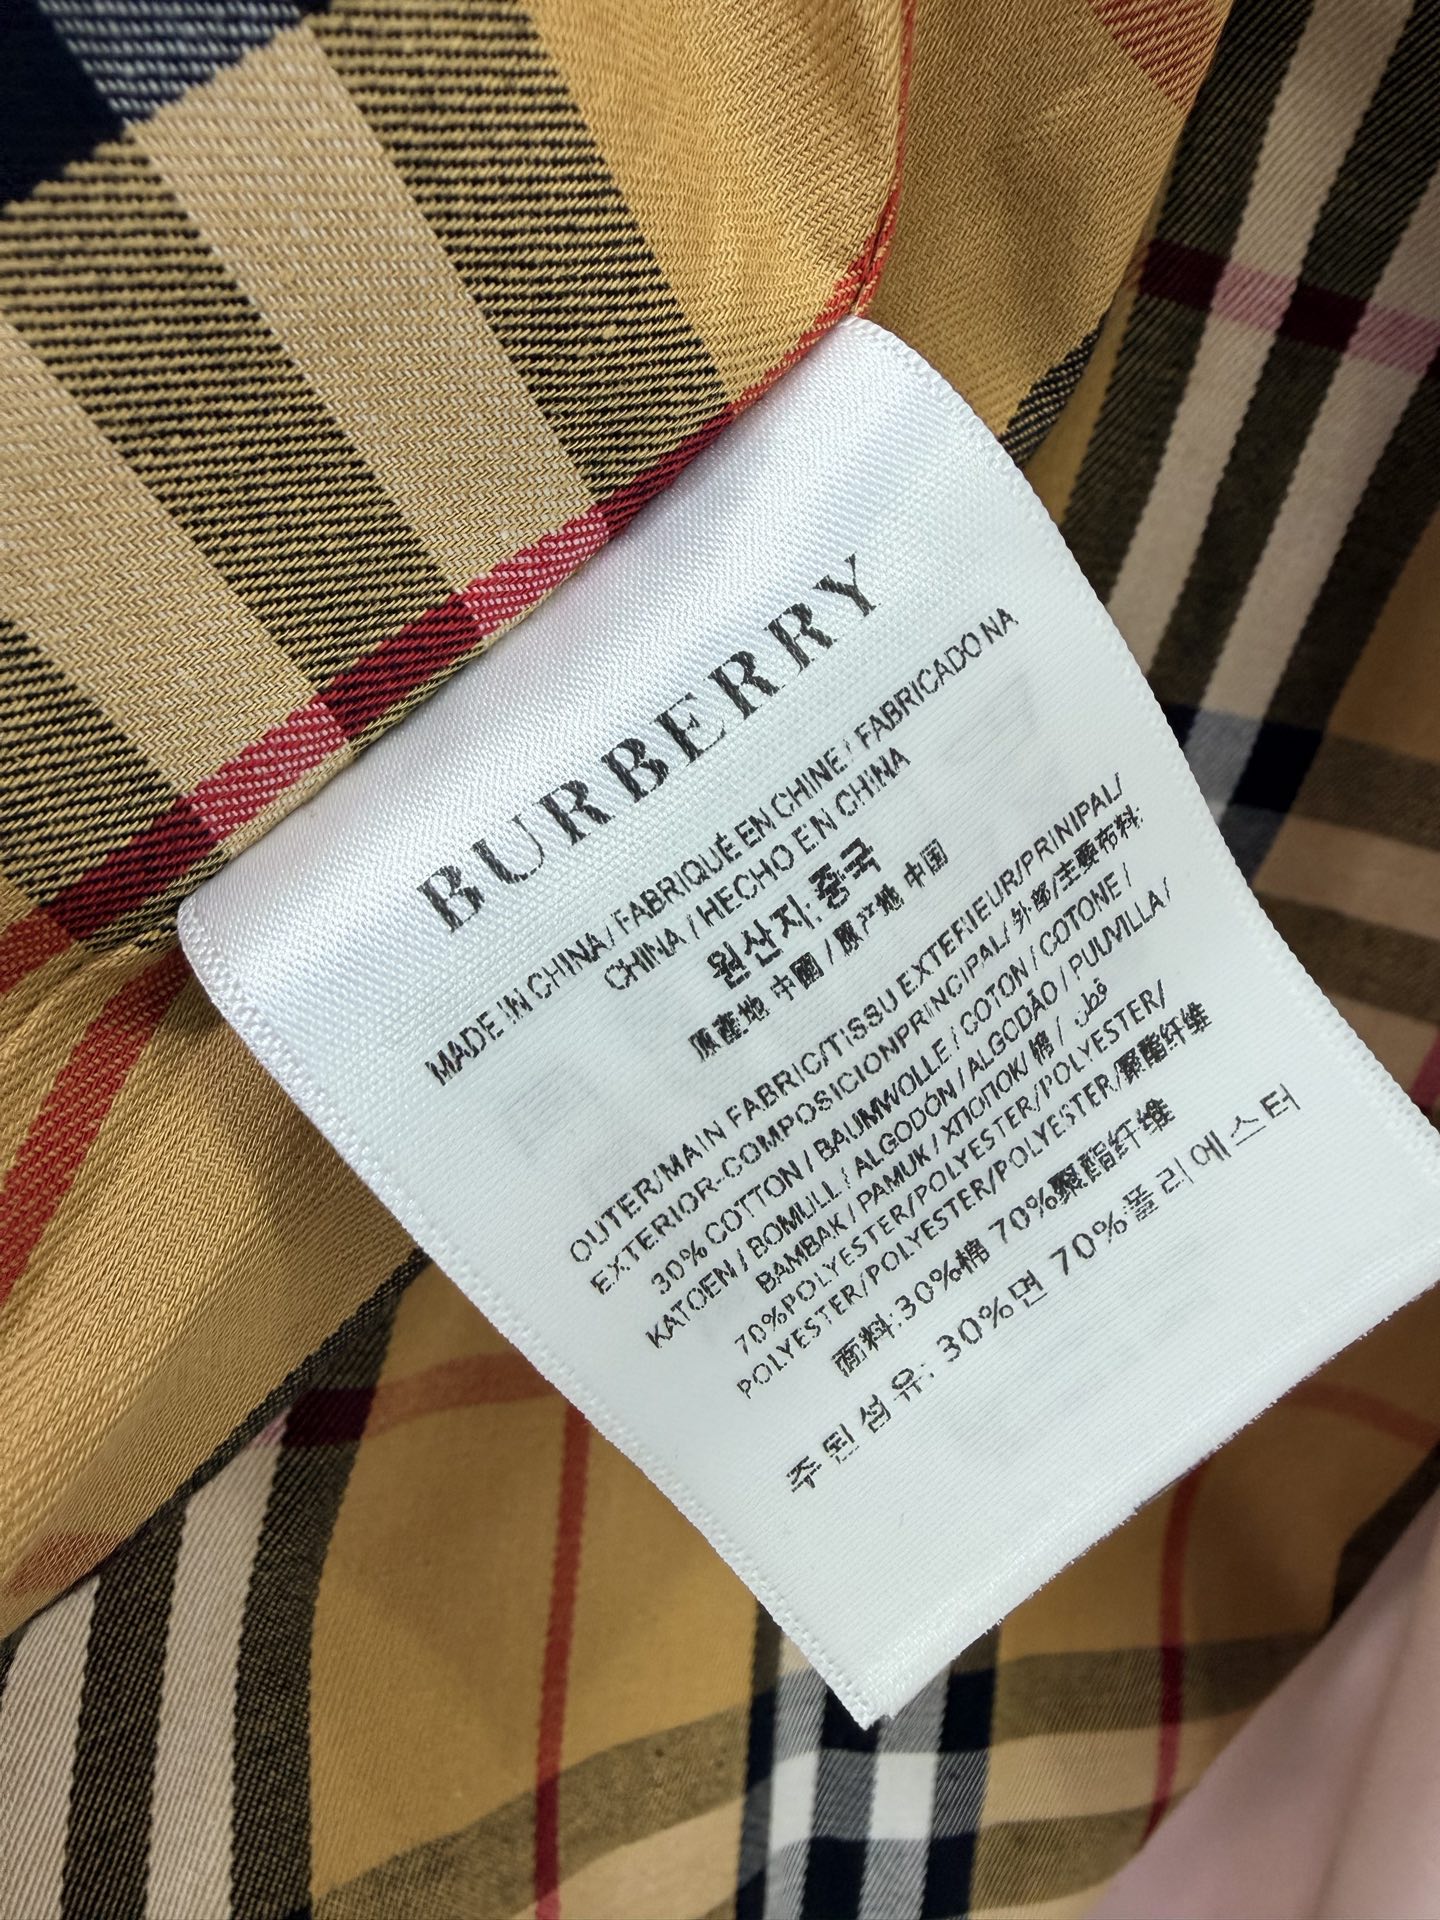 BURBERRY
MADE IN CHINA / FABRIQUÉ EN CHINE / FABRICADO NA
CHINA / HECHO EN CHINA
원산지: 중국
原產地 中國 / 原产地 中国
OUTER/MAIN FABRIC/TISSU EXTERIEUR/PRINIPAL/
EXTERIOR-COMPOSICIONPRINCIPAL/ 外部/主要布料:
30% COTTON / BAUMWOLLE / COTON / COTONE /
KATOEN / BOMULL / ALGODÓN / ALGODÃO / PUUVILLA /
BAMBAK / PAMUK / ХПОПОК/ 棉 / قطن
70%POLYESTER/POLYESTER/POLYESTER/POLYESTER/
POLYESTER/POLYESTER/POLYESTER/聚酯纤维
面料:30%棉 70%聚酯纤维
주 된 섬 유: 30%면 70%폴 리 에 스 터